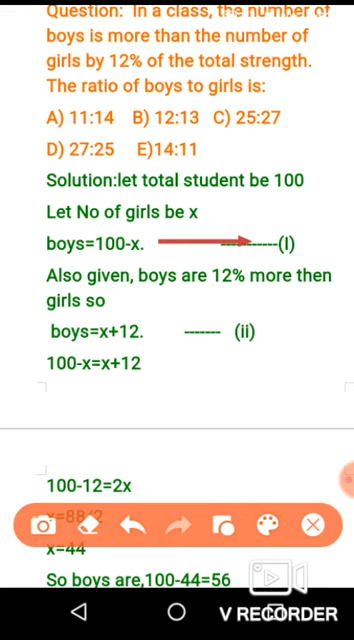 Question: In a class, the number of
boys is more than the number of
girls by 12% of the total strength.
The ratio of boys to girls is:
A) 11:14 B) 12:13 C) 25:27
D) 27:25 E)14:11
Solution:let total student be 100
Let No of girls be x
boys=100-x. -----------(I)
Also given, boys are 12% more then
girls so
boys=x+12. ------- (ii)
100-x=x+12
100-12=2x
x=88/2
x=44
So boys are,100-44=56
V RECORDER